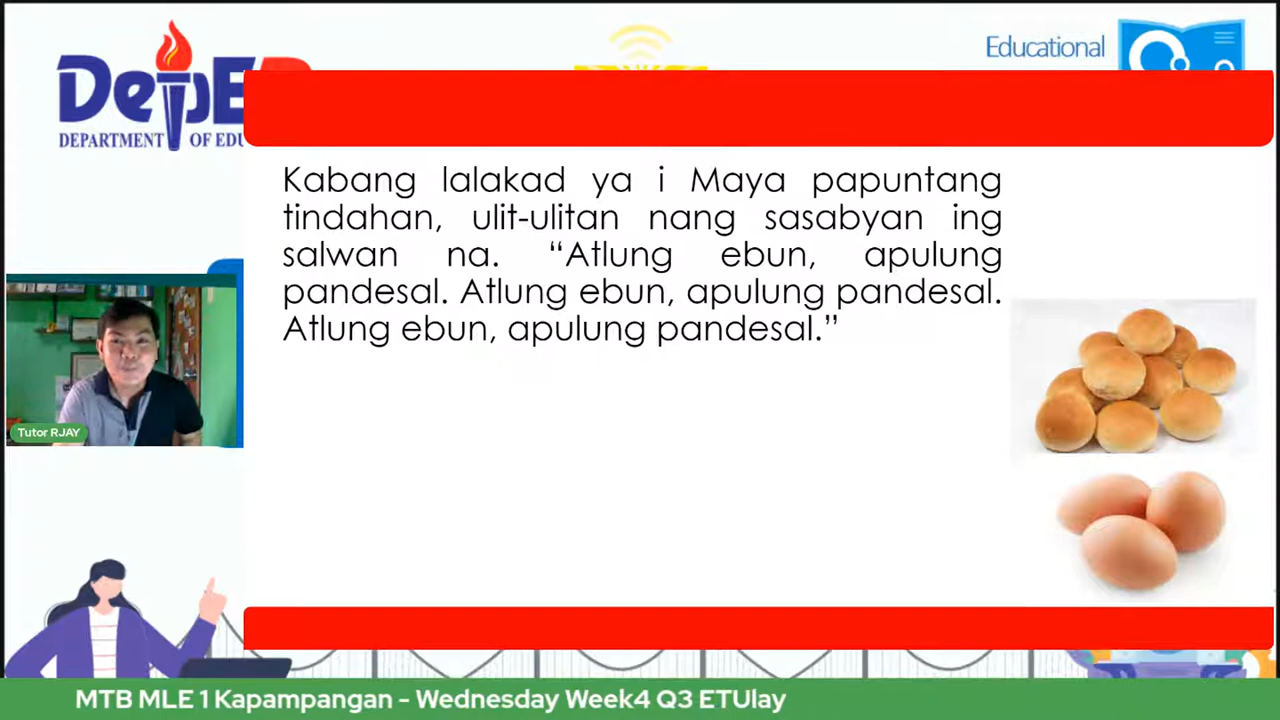 DepE
DEPARTMENT OF EDU
Educational
Kabang lalakad ya i Maya papuntang
tindahan, ulit-ulitan nang sasabyan ing
salwan na. “Atlung ebun, apulung
pandesal. Atlung ebun, apulung pandesal.
Atlung ebun, apulung pandesal.”
Tutor RJAY
MTB MLE 1 Kapampangan - Wednesday Week4 Q3 ETUlay